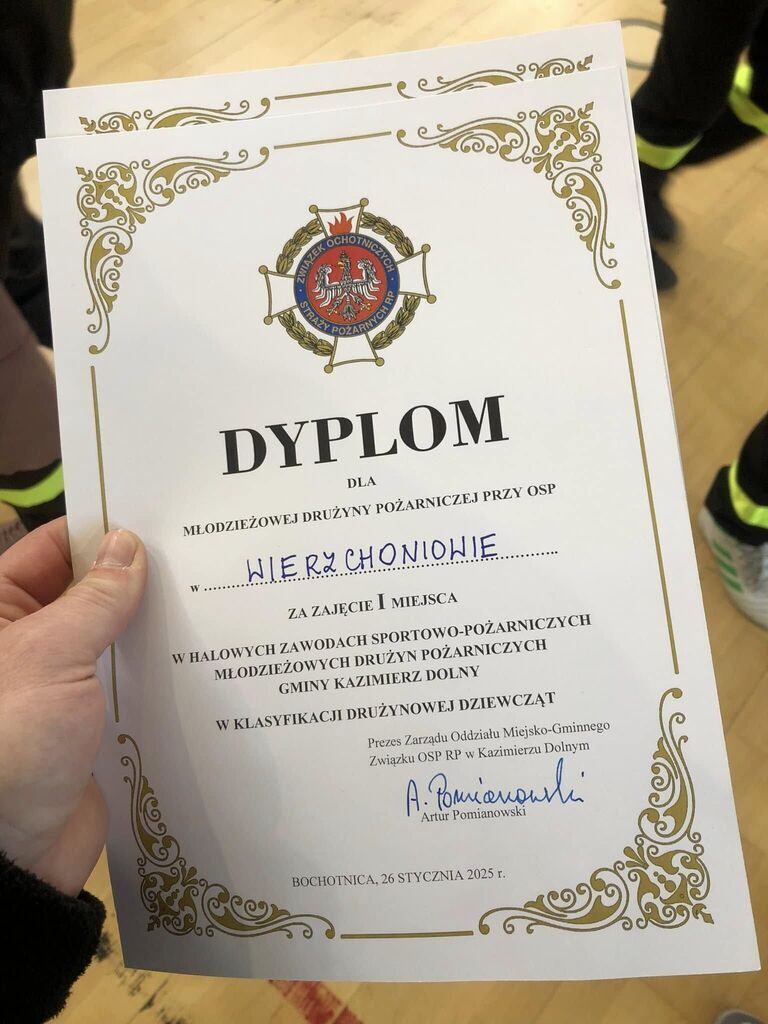 ZWIĄZEK OCHOTNICZYCH
STRAŻY POŻARNYCH RP
DYPLOM
DLA
MŁODZIEŻOWEJ DRUŻYNY POŻARNICZEJ PRZY OSP
w ........ WIERZCHONIOWIE ........
ZA ZAJĘCIE I MIEJSCA
W HALOWYCH ZAWODACH SPORTOWO-POŻARNICZYCH
MŁODZIEŻOWYCH DRUŻYN POŻARNICZYCH
GMINY KAZIMIERZ DOLNY
W KLASYFIKACJI DRUŻYNOWEJ DZIEWCZĄT
Prezes Zarządu Oddziału Miejsko-Gminnego
Związku OSP RP w Kazimierzu Dolnym
A. Pomianowski
Artur Pomianowski
BOCHOTNICA, 26 STYCZNIA 2025 r.